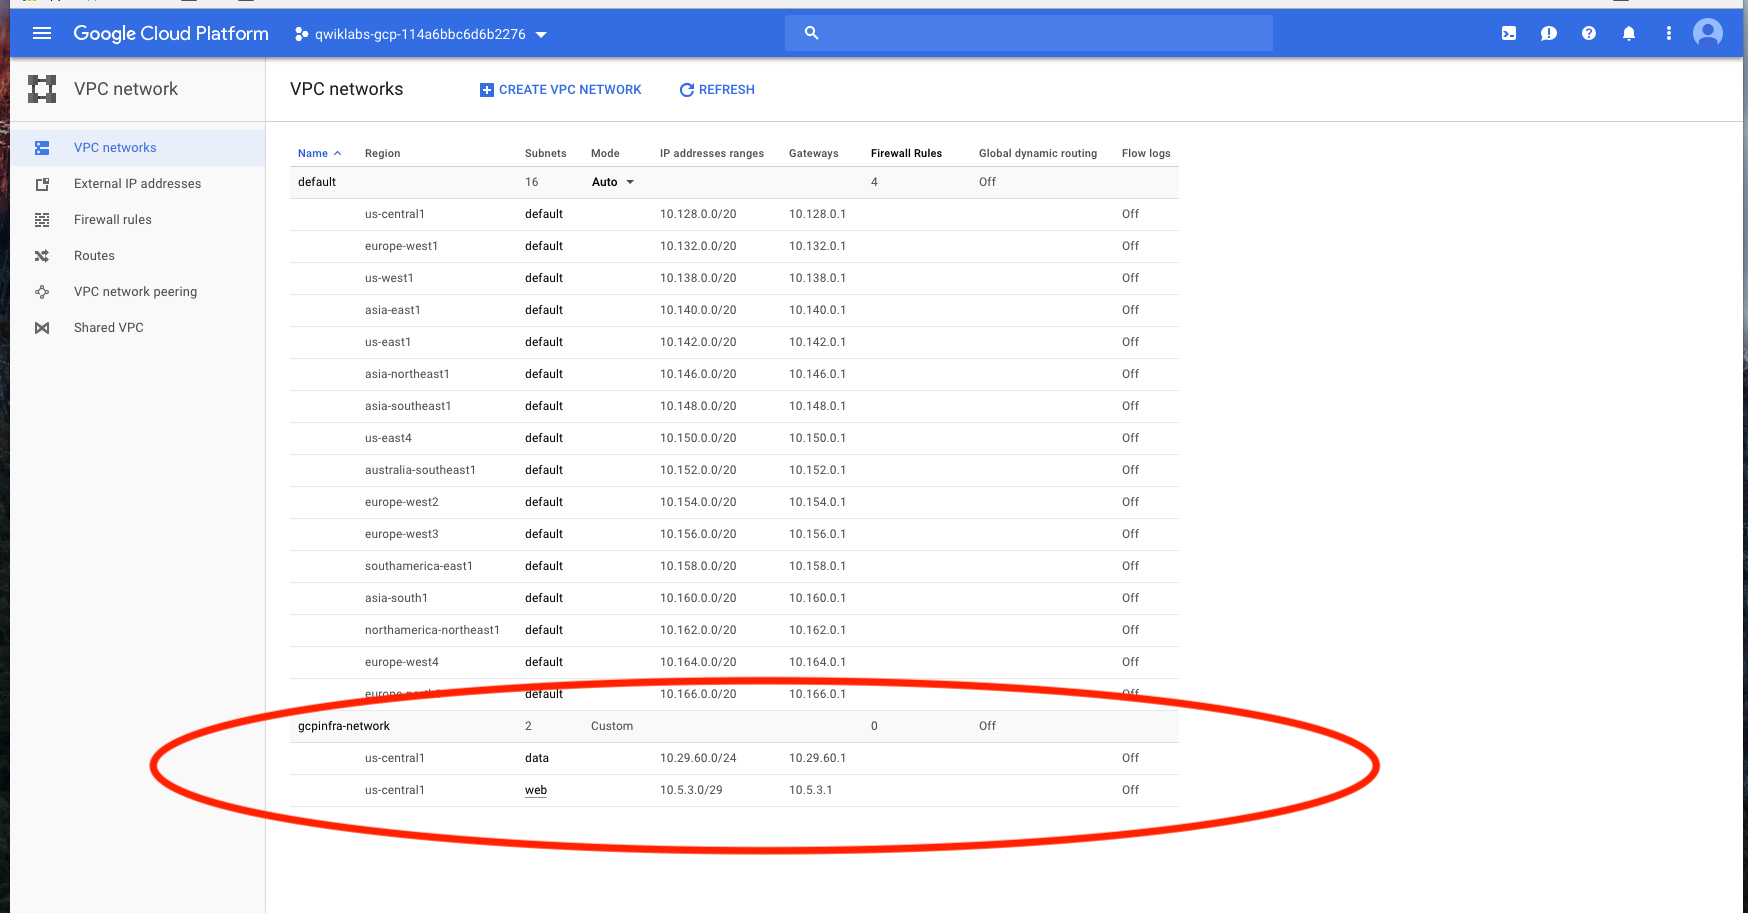 Google Cloud Platform qwiklabs-gcp-114a6bbc6d6b2276
VPC network
VPC networks
External IP addresses
Firewall rules
Routes
VPC network peering
Shared VPC
VPC networks CREATE VPC NETWORK REFRESH
Name Region Subnets Mode IP addresses ranges Gateways Firewall Rules Global dynamic routing Flow logs
default 16 Auto 4 Off
us-central1 default 10.128.0.0/20 10.128.0.1 Off
europe-west1 default 10.132.0.0/20 10.132.0.1 Off
us-west1 default 10.138.0.0/20 10.138.0.1 Off
asia-east1 default 10.140.0.0/20 10.140.0.1 Off
us-east1 default 10.142.0.0/20 10.142.0.1 Off
asia-northeast1 default 10.146.0.0/20 10.146.0.1 Off
asia-southeast1 default 10.148.0.0/20 10.148.0.1 Off
us-east4 default 10.150.0.0/20 10.150.0.1 Off
australia-southeast1 default 10.152.0.0/20 10.152.0.1 Off
europe-west2 default 10.154.0.0/20 10.154.0.1 Off
europe-west3 default 10.156.0.0/20 10.156.0.1 Off
southamerica-east1 default 10.158.0.0/20 10.158.0.1 Off
asia-south1 default 10.160.0.0/20 10.160.0.1 Off
northamerica-northeast1 default 10.162.0.0/20 10.162.0.1 Off
europe-west4 default 10.164.0.0/20 10.164.0.1 Off
default 10.166.0.0/20 10.166.0.1 Off
gcpinfra-network 2 Custom 0 Off
us-central1 data 10.29.60.0/24 10.29.60.1 Off
us-central1 web 10.5.3.0/29 10.5.3.1 Off